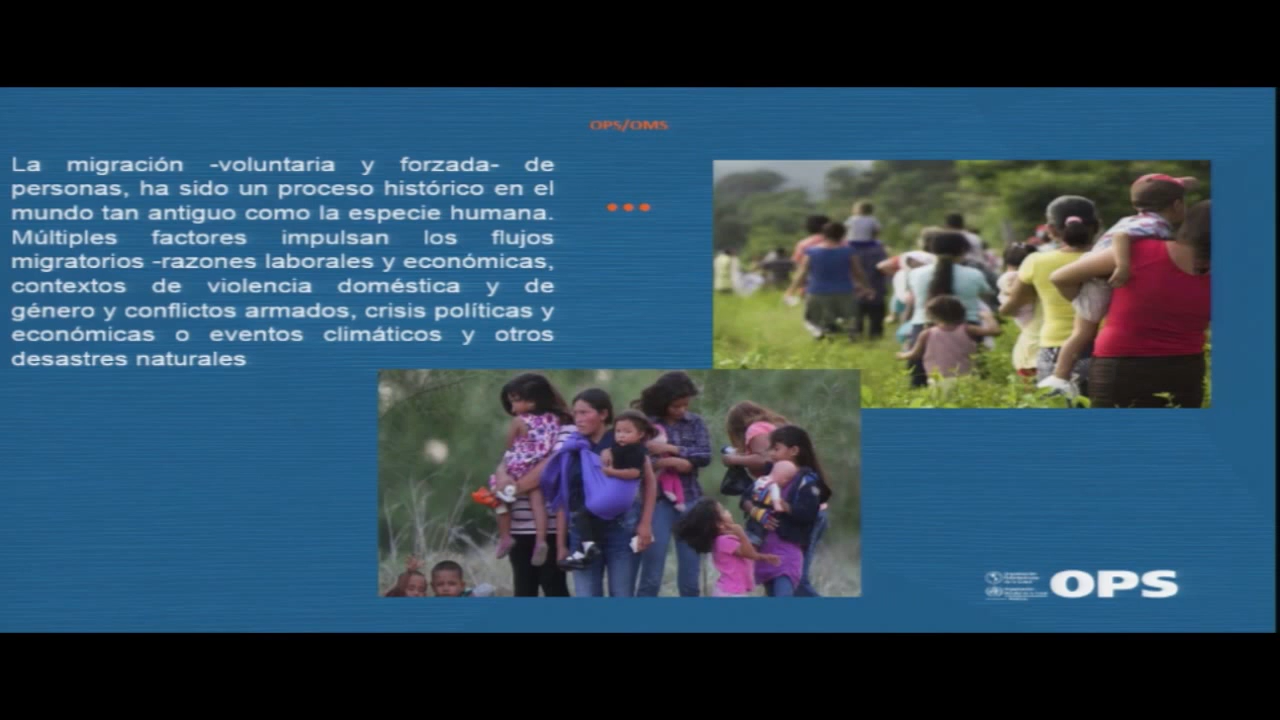 OPS/OMS
La migración -voluntaria y forzada- de
personas, ha sido un proceso histórico en el
mundo tan antiguo como la especie humana.
Múltiples factores impulsan los flujos
migratorios -razones laborales y económicas,
contextos de violencia doméstica y de
género y conflictos armados, crisis políticas y
económicas o eventos climáticos y otros
desastres naturales
OPS